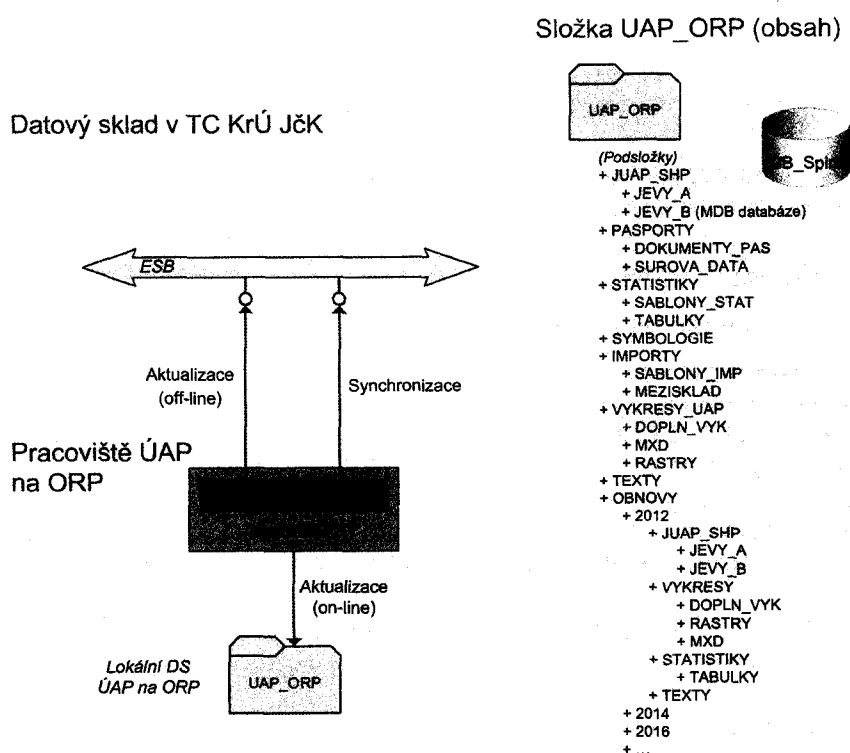 Složka UAP_ORP (obsah)
UAP_ORP
Datový sklad v TC KrÚ JčK
(Podsložky)
+ JUAP_SHP
+ JEVY_A
+ JEVY_B (MDB databáze)
+ PASPORTY
+ DOKUMENTY_PAS
+ SUROVA_DATA
+ STATISTIKY
+ SABLONY_STAT
+ TABULKY
+ SYMBOLOGIE
+ IMPORTY
+ SABLONY_IMP
+ MEZISKLAD
+ VYKRESY_UAP
+ DOPLN_VYK
+ MXD
+ RASTRY
+ TEXTY
+ OBNOVY
+ 2012
+ JUAP_SHP
+ JEVY_A
+ JEVY_B
+ VYKRESY
+ DOPLN_VYK
+ RASTRY
+ MXD
+ STATISTIKY
+ TABULKY
+ TEXTY
+ 2014
+ 2016
+ ...
ESB
Aktualizace
(off-line)
Synchronizace
Pracoviště ÚAP
na ORP
Aktualizace
(on-line)
Lokální DS
ÚAP na ORP
UAP_ORP